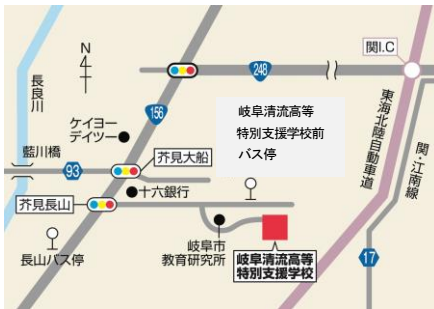 関I.C
N
248
長良川
156
岐阜清流高等
特別支援学校前
バス停
ケイヨー
デイツー
東海北陸自動車道
藍川橋
関・江南線
芥見大船
93
十六銀行
芥見長山
岐阜市
教育研究所
岐阜清流高等
特別支援学校
長山バス停
17